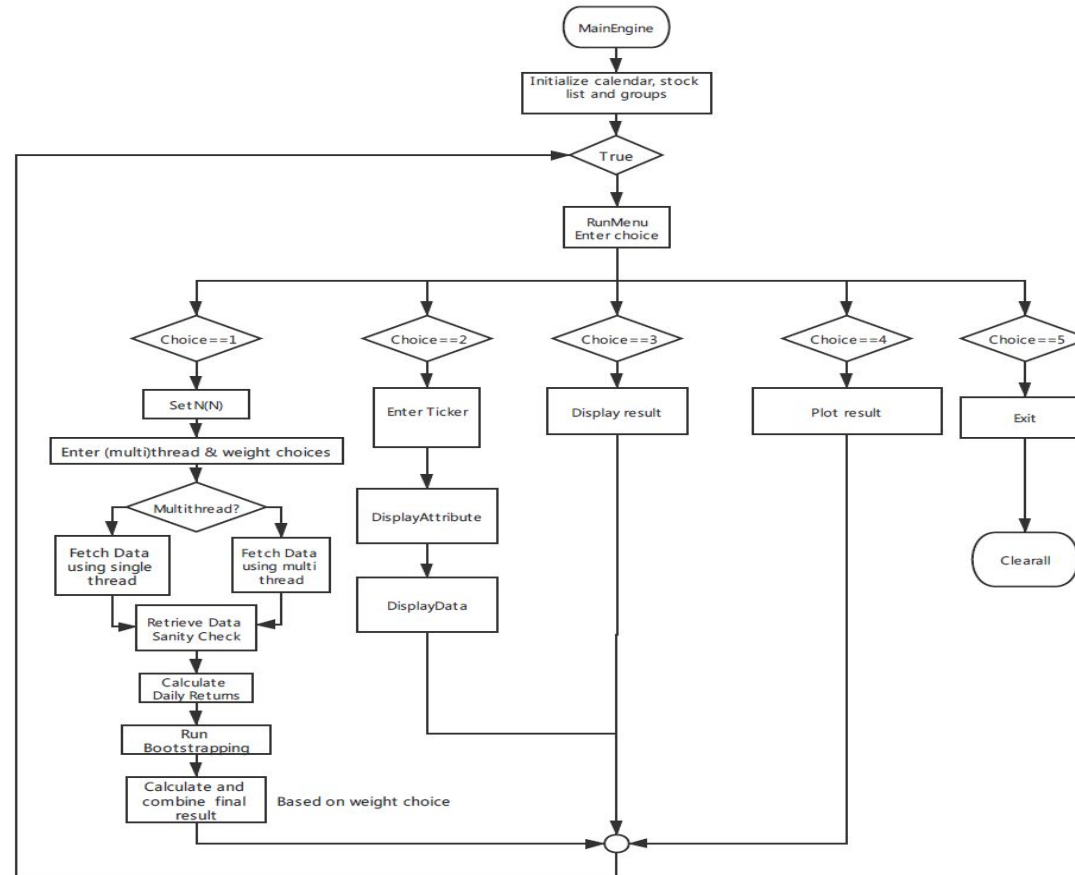 MainEngine
Initialize calendar, stock
list and groups
True
RunMenu
Enter choice
Choice==1
Choice==2
Choice==3
Choice==4
Choice==5
SetN(N)
Enter Ticker
Display result
Plot result
Exit
Enter (multi)thread & weight choices
Multithread?
DisplayAttribute
Fetch Data
using single
thread
Fetch Data
using multi
thread
Clearall
DisplayData
Retrieve Data
Sanity Check
Calculate
Daily Returns
Run
Bootstrapping
Calculate and
combine final
result
Based on weight choice